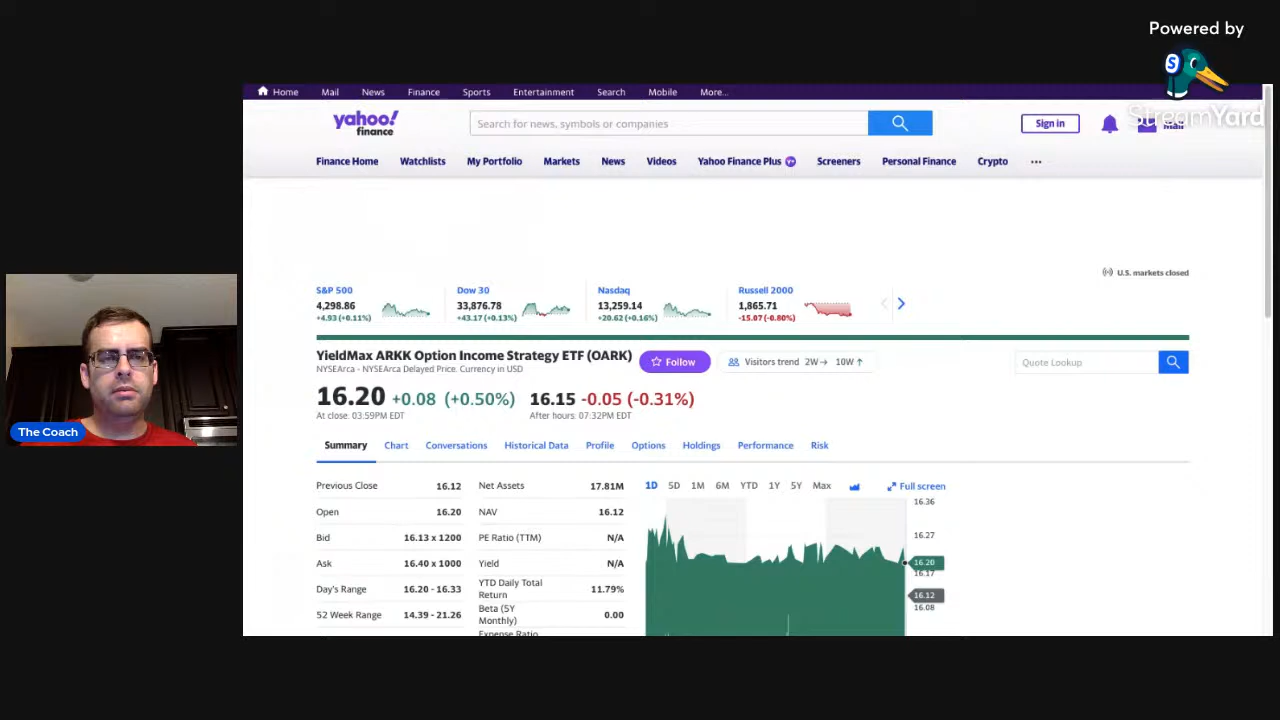 Powered by
S
StreamYard
Home Mail News Finance Sports Entertainment Search Mobile More...
yahoo!
finance
Search for news, symbols or companies
Sign in
Mail
Finance Home Watchlists My Portfolio Markets News Videos Yahoo Finance Plus Screeners Personal Finance Crypto ...
U.S. markets closed
S&P 500 Dow 30 Nasdaq Russell 2000
4,298.86 33,876.78 13,259.14 1,865.71
+4.93 (+0.11%) +43.17 (+0.13%) +20.62 (+0.16%) -15.07 (-0.80%)
YieldMax ARKK Option Income Strategy ETF (OARK) Follow Visitors trend 2W→ 10W↑ Quote Lookup
NYSEArca - NYSEArca Delayed Price. Currency in USD
16.20 +0.08 (+0.50%) 16.15 -0.05 (-0.31%)
At close: 03:59PM EDT After hours: 07:32PM EDT
The Coach
Summary Chart Conversations Historical Data Profile Options Holdings Performance Risk
Previous Close 16.12 Net Assets 17.81M 1D 5D 1M 6M YTD 1Y 5Y Max Full screen
16.36
Open 16.20 NAV 16.12
Bid 16.13 x 1200 PE Ratio (TTM) N/A 16.27
Ask 16.40 x 1000 Yield N/A 16.20
16.17
Day's Range 16.20 - 16.33 YTD Daily Total
Return 11.79% 16.12
16.08
52 Week Range 14.39 - 21.26 Beta (5Y
Monthly) 0.00
Expense Ratio